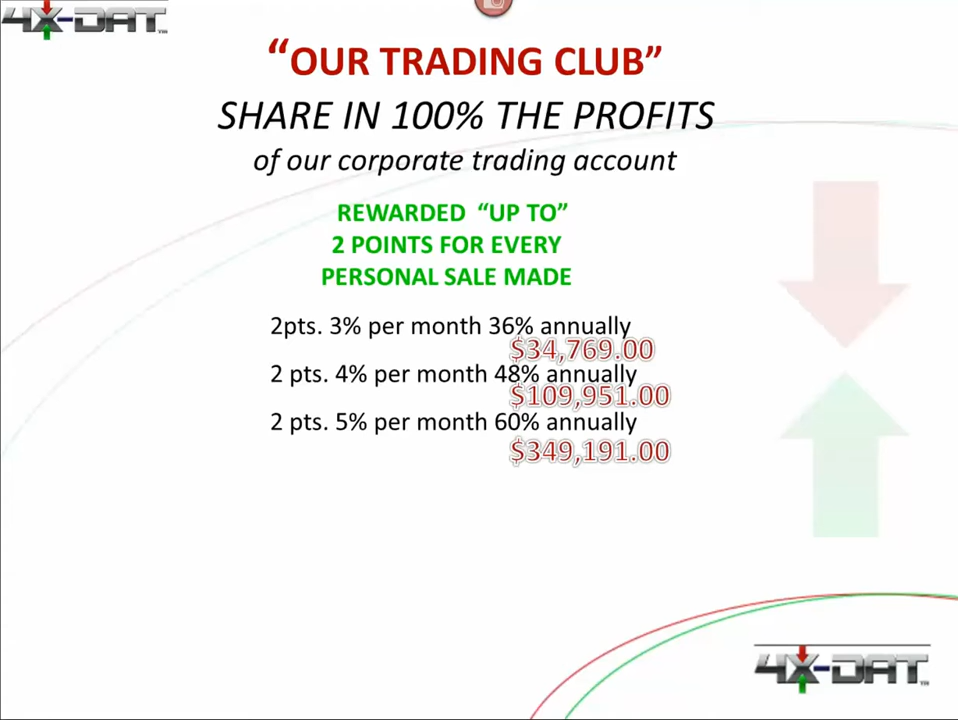 4X-DAT™
“OUR TRADING CLUB”
SHARE IN 100% THE PROFITS
of our corporate trading account
REWARDED “UP TO”
2 POINTS FOR EVERY
PERSONAL SALE MADE
2pts. 3% per month 36% annually
$34,769.00
2 pts. 4% per month 48% annually
$109,951.00
2 pts. 5% per month 60% annually
$349,191.00
4X-DAT™